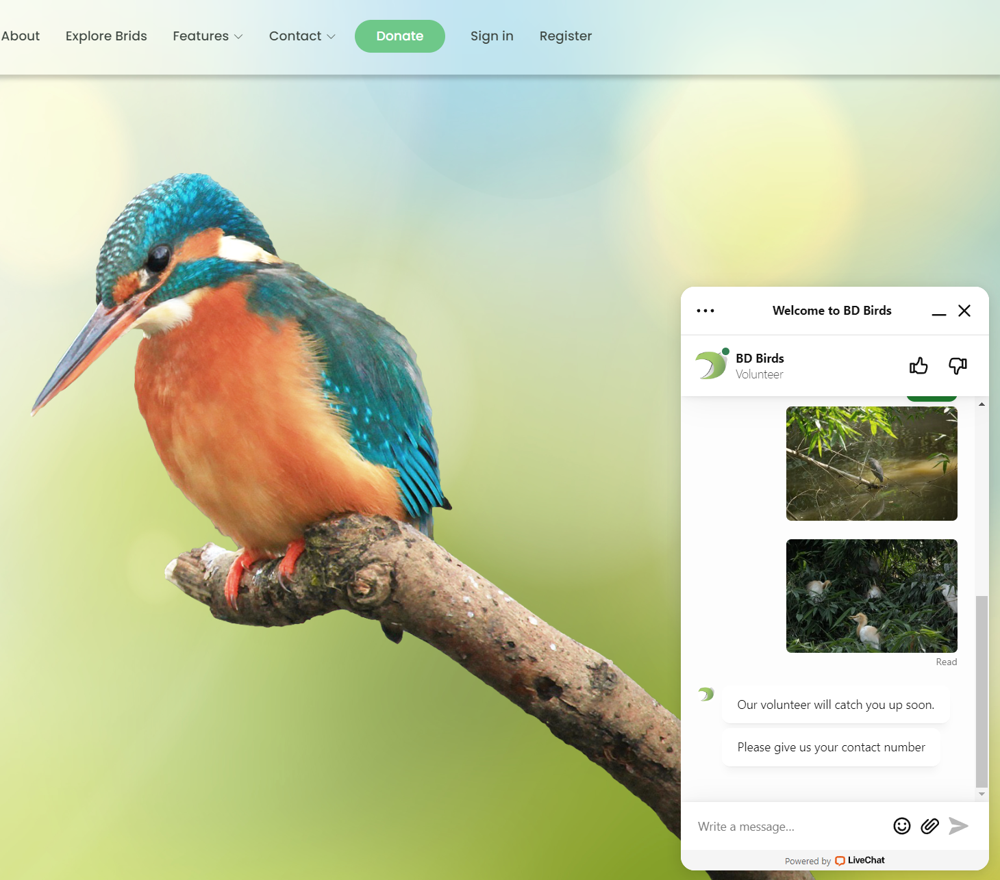 About Explore Brids Features Contact Donate Sign in Register
Welcome to BD Birds
BD Birds
Volunteer
Read
Our volunteer will catch you up soon.
Please give us your contact number
Write a message...
Powered by LiveChat